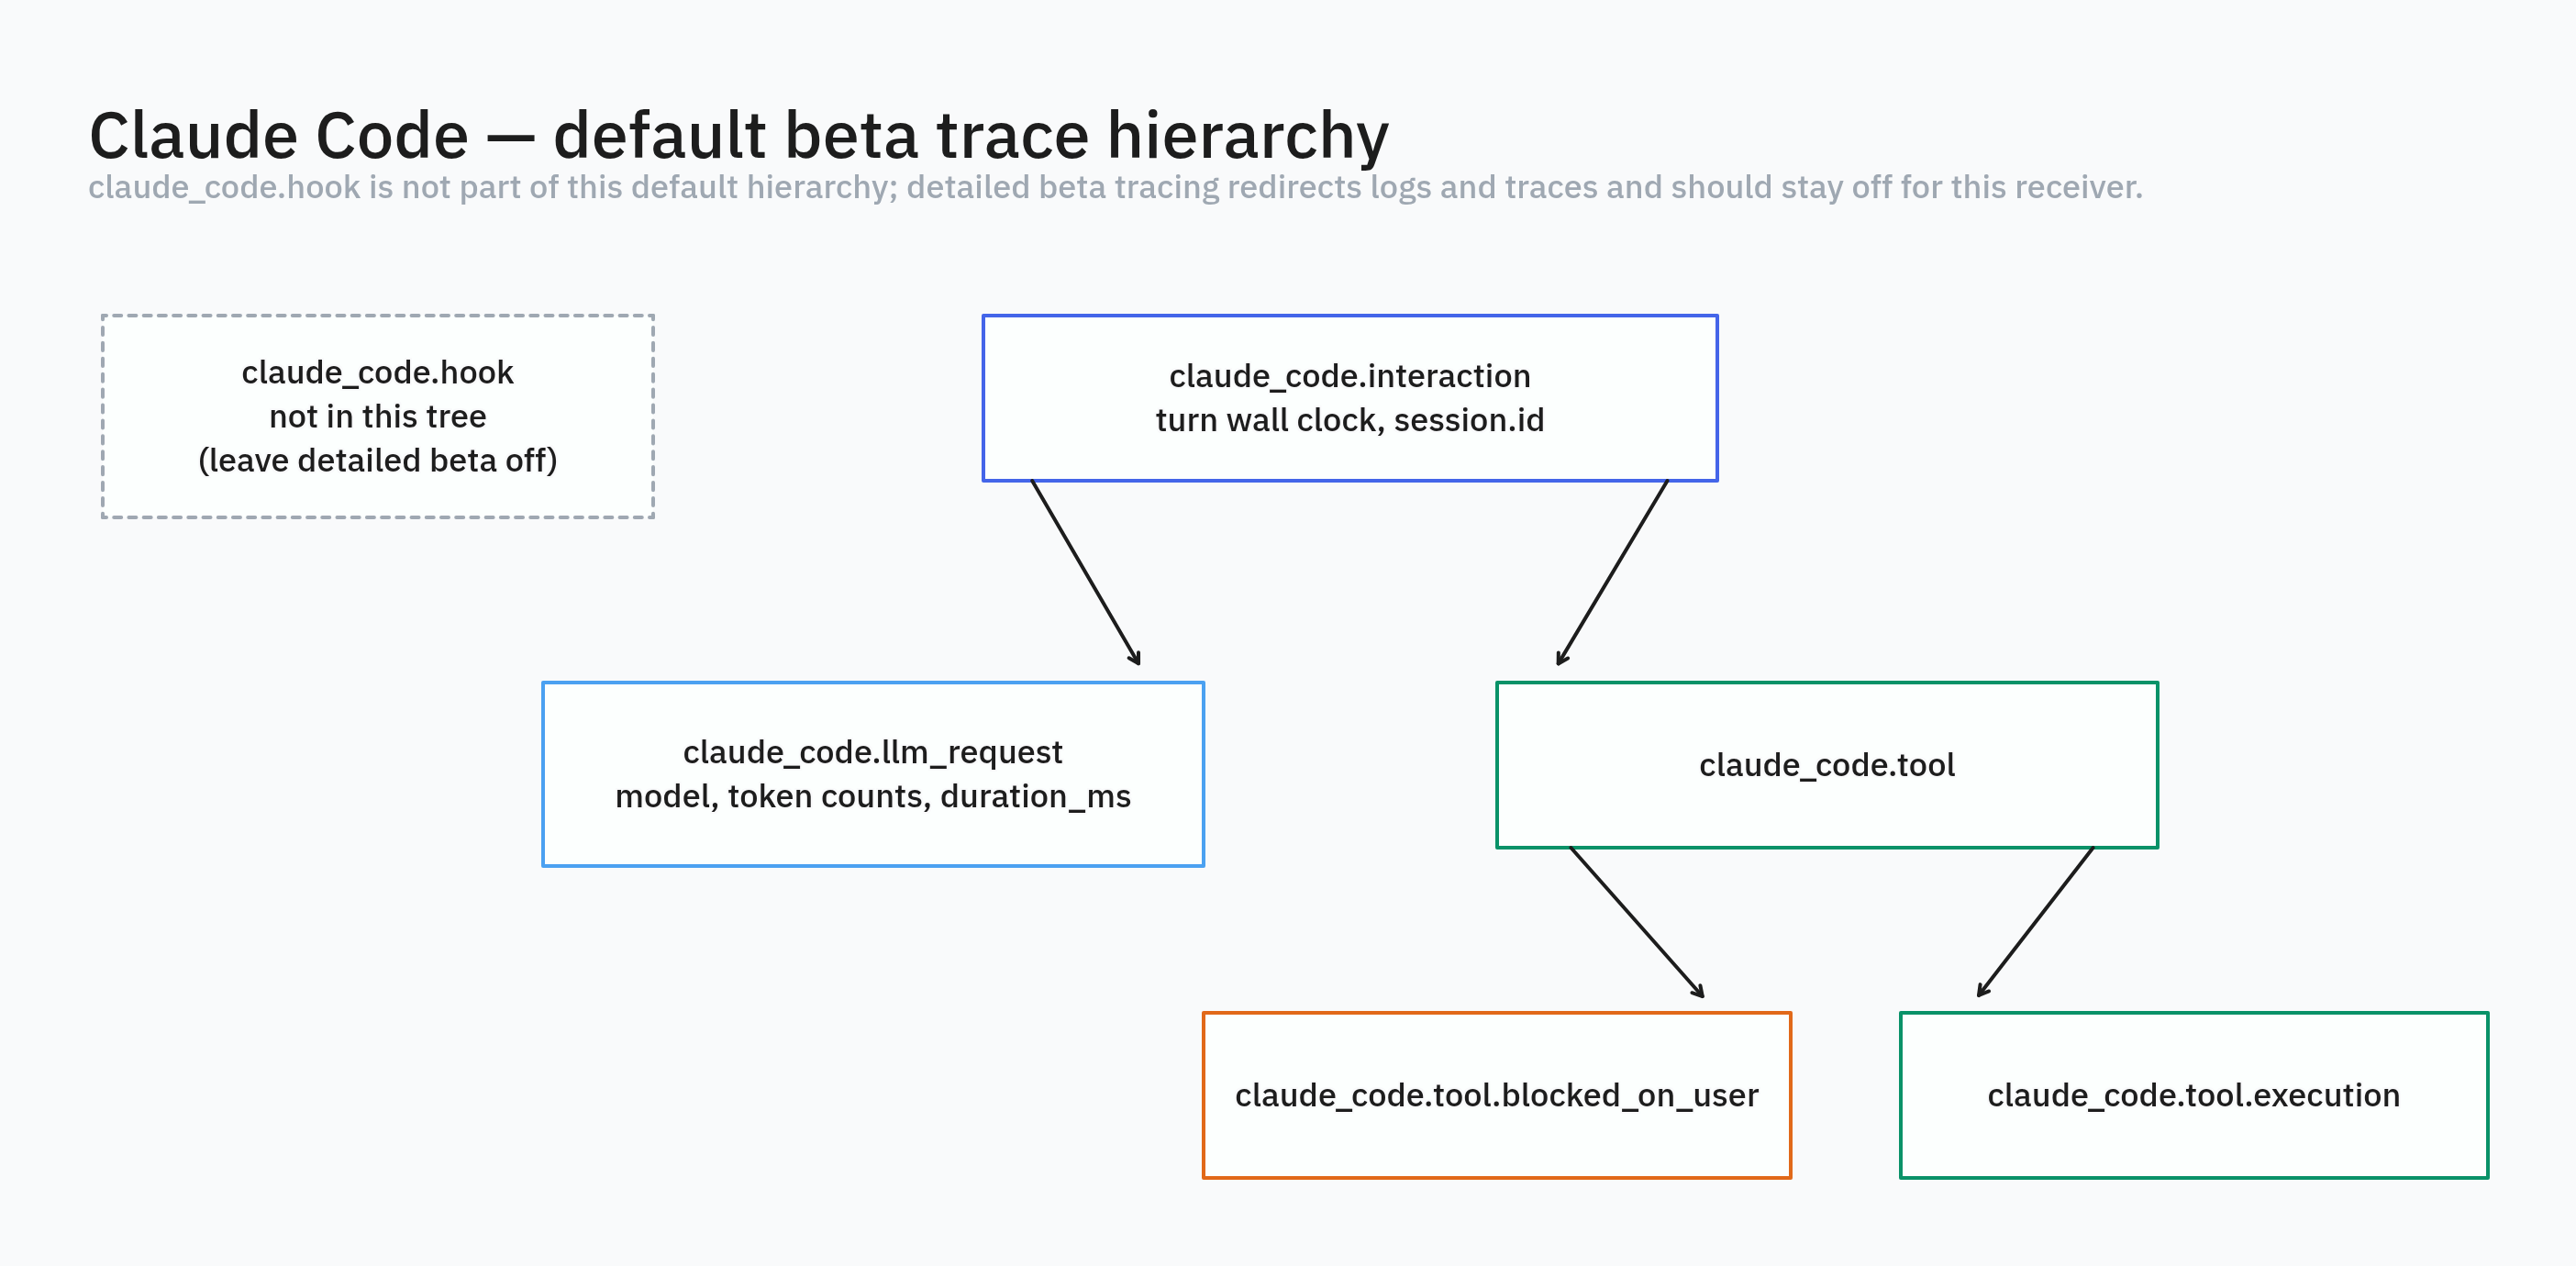 Claude Code — default beta trace hierarchy
claude_code.hook is not part of this default hierarchy; detailed beta tracing redirects logs and traces and should stay off for this receiver.
claude_code.hook
not in this tree
(leave detailed beta off)
claude_code.interaction
turn wall clock, session.id
claude_code.llm_request
model, token counts, duration_ms
claude_code.tool
claude_code.tool.blocked_on_user
claude_code.tool.execution